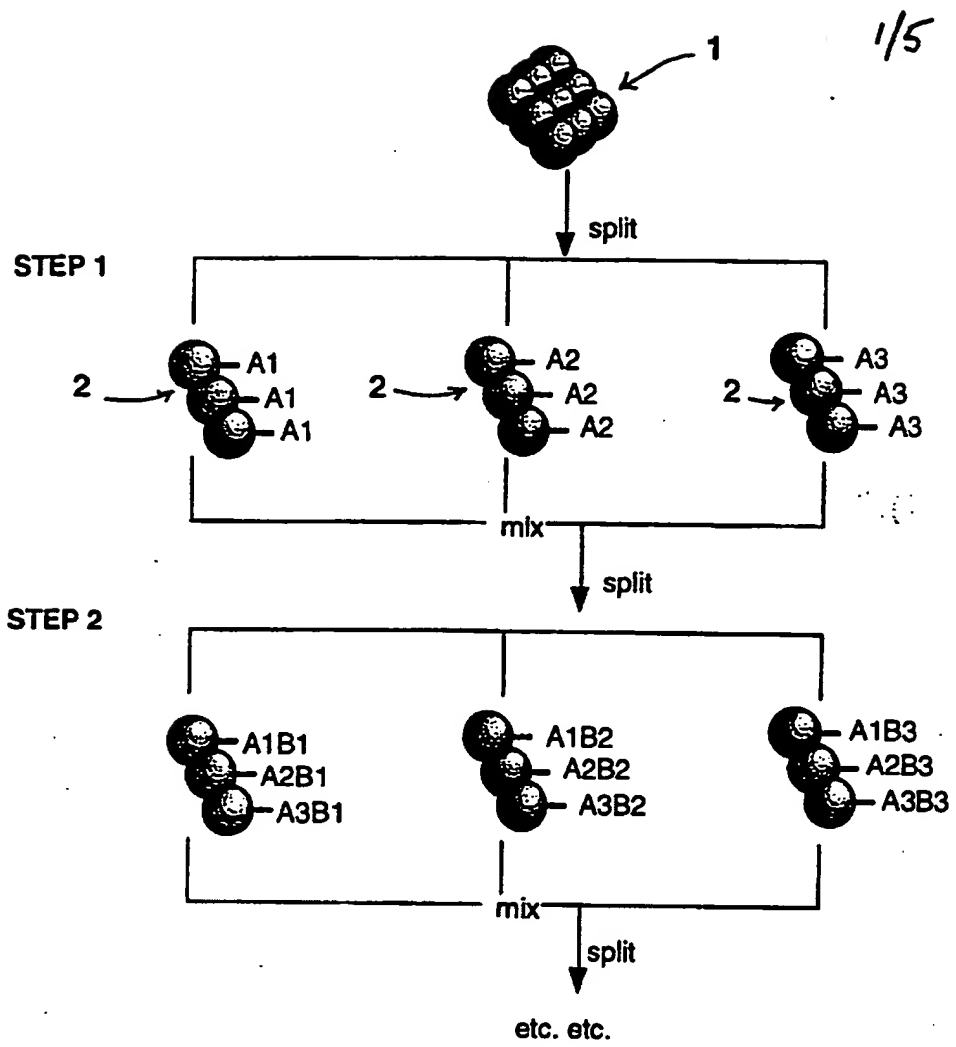 1/5
1
split
STEP 1
A1 A2 A3
2 A1 2 A2 2 A3
A1 A2 A3
mix
split
STEP 2
A1B1 A1B2 A1B3
A2B1 A2B2 A2B3
A3B1 A3B2 A3B3
mix
split
etc. etc.